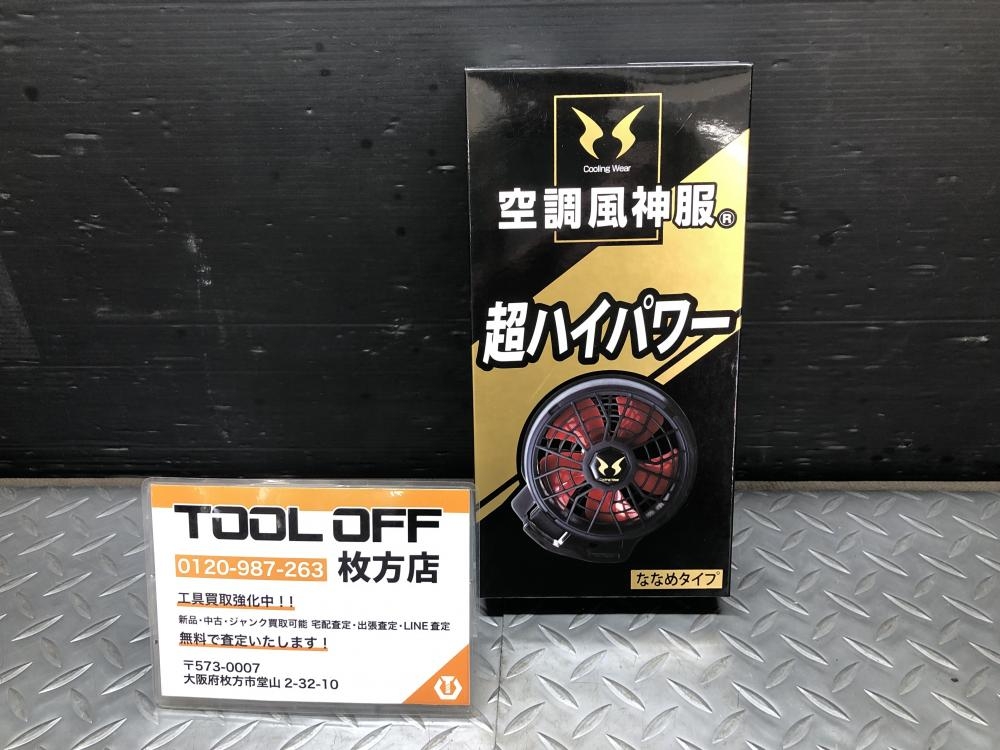 Cooling Wear
空調風神服®
超ハイパワー
Cooling Wear
ななめタイプ
TOOL OFF
0120-987-263 枚方店
工具買取強化中！！
新品・中古・ジャンク買取可能 宅配査定・出張査定・LINE査定
無料で査定いたします！
〒573-0007
大阪府枚方市堂山 2-32-10